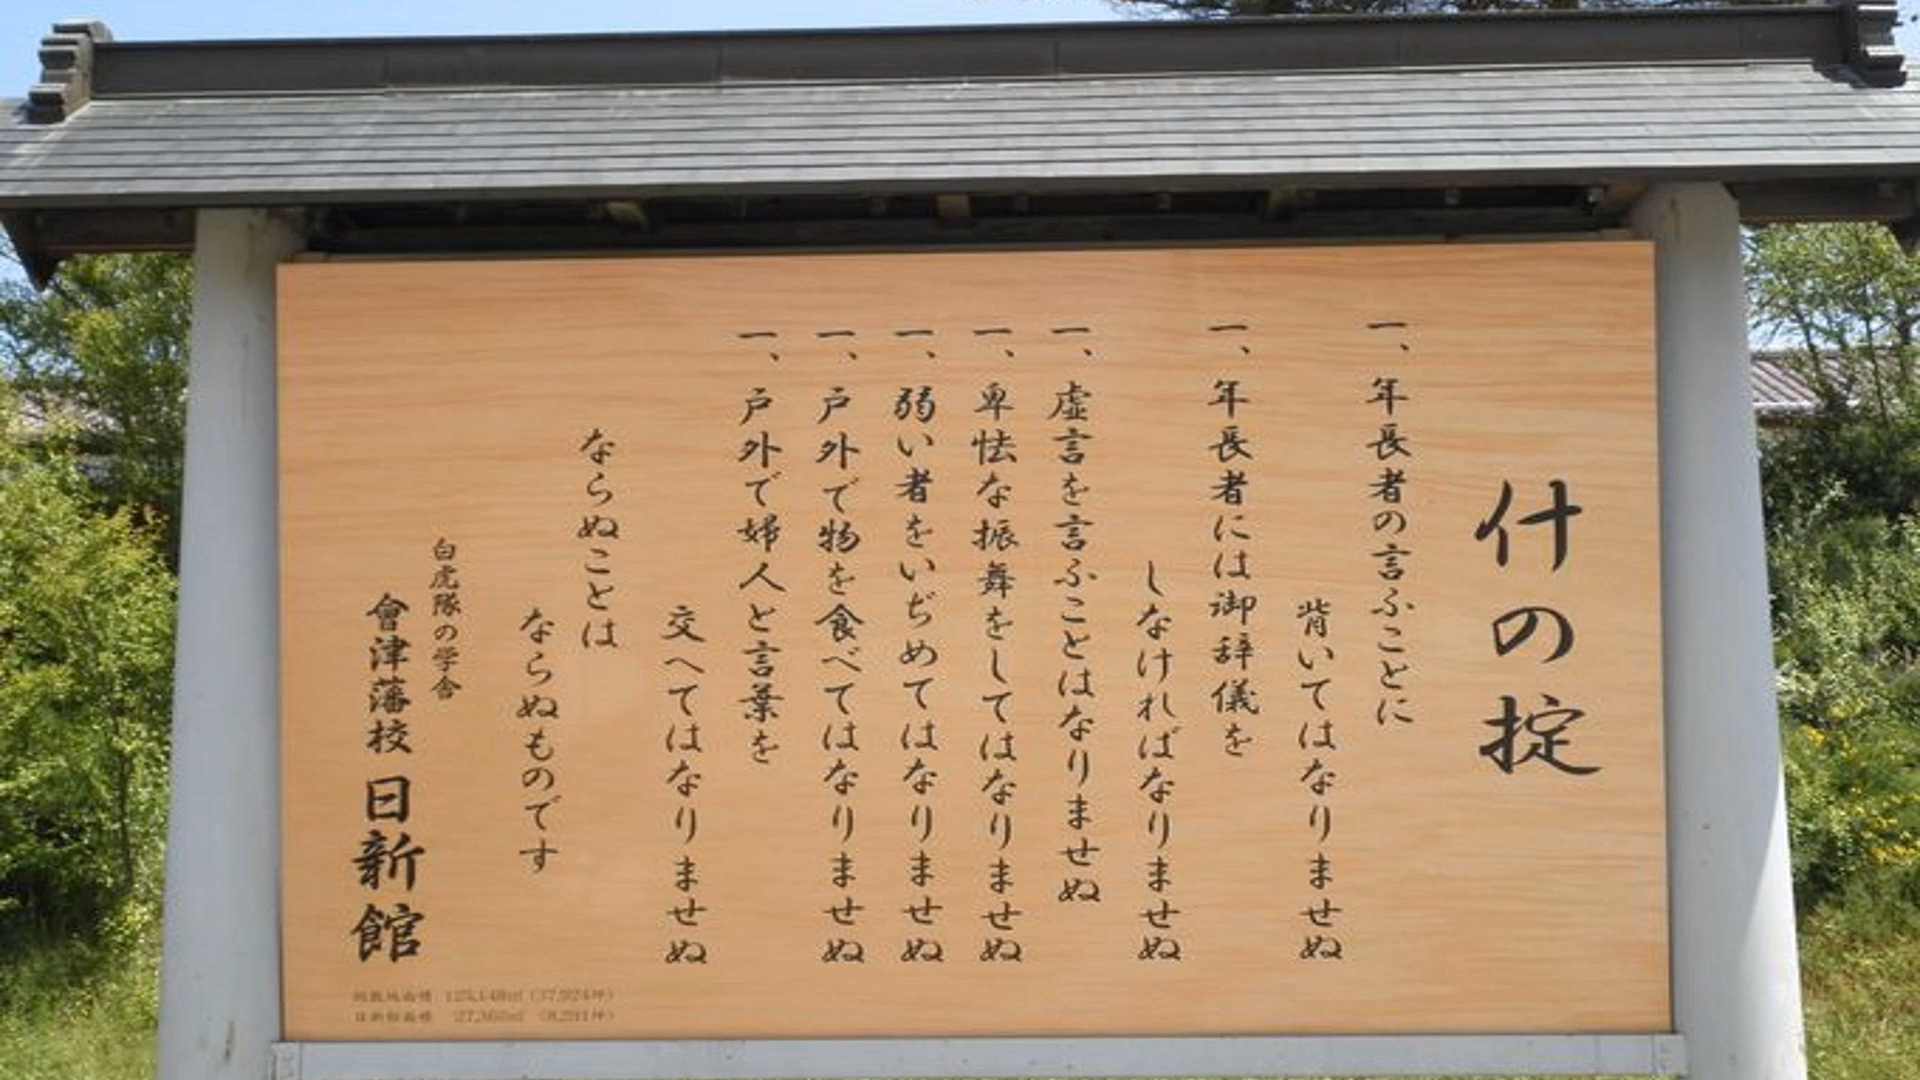 什の掟
一、年長者の言ふことに
背いてはなりませぬ
一、年長者には御辞儀を
しなければなりませぬ
一、虚言を言ふことはなりませぬ
一、卑怯な振舞をしてはなりませぬ
一、弱い者をいぢめてはなりませぬ
一、戸外で物を食べてはなりませぬ
一、戸外で婦人と言葉を
交へてはなりませぬ
ならぬことは
ならぬものです
白虎隊の学舎
會津藩校日新館